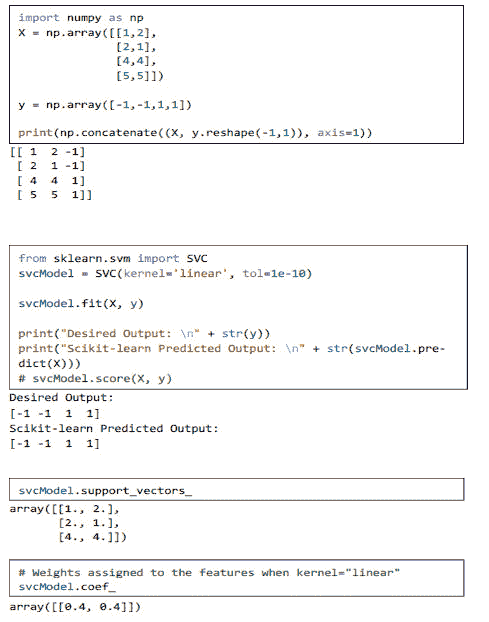 import numpy as np
X = np.array([[1,2],
[2,1],
[4,4],
[5,5]])
y = np.array([-1,-1,1,1])
print(np.concatenate((X, y.reshape(-1,1)), axis=1))
[[ 1 2 -1]
[ 2 1 -1]
[ 4 4 1]
[ 5 5 1]]
from sklearn.svm import SVC
svcModel = SVC(kernel='linear', tol=1e-10)
svcModel.fit(X, y)
print("Desired Output: \n" + str(y))
print("Scikit-learn Predicted Output: \n" + str(svcModel.pre-
dict(X)))
# svcModel.score(X, y)
Desired Output:
[-1 -1 1 1]
Scikit-learn Predicted Output:
[-1 -1 1 1]
svcModel.support_vectors_
array([[1., 2.],
[2., 1.],
[4., 4.]])
# Weights assigned to the features when kernel="linear"
svcModel.coef_
array([[0.4, 0.4]])